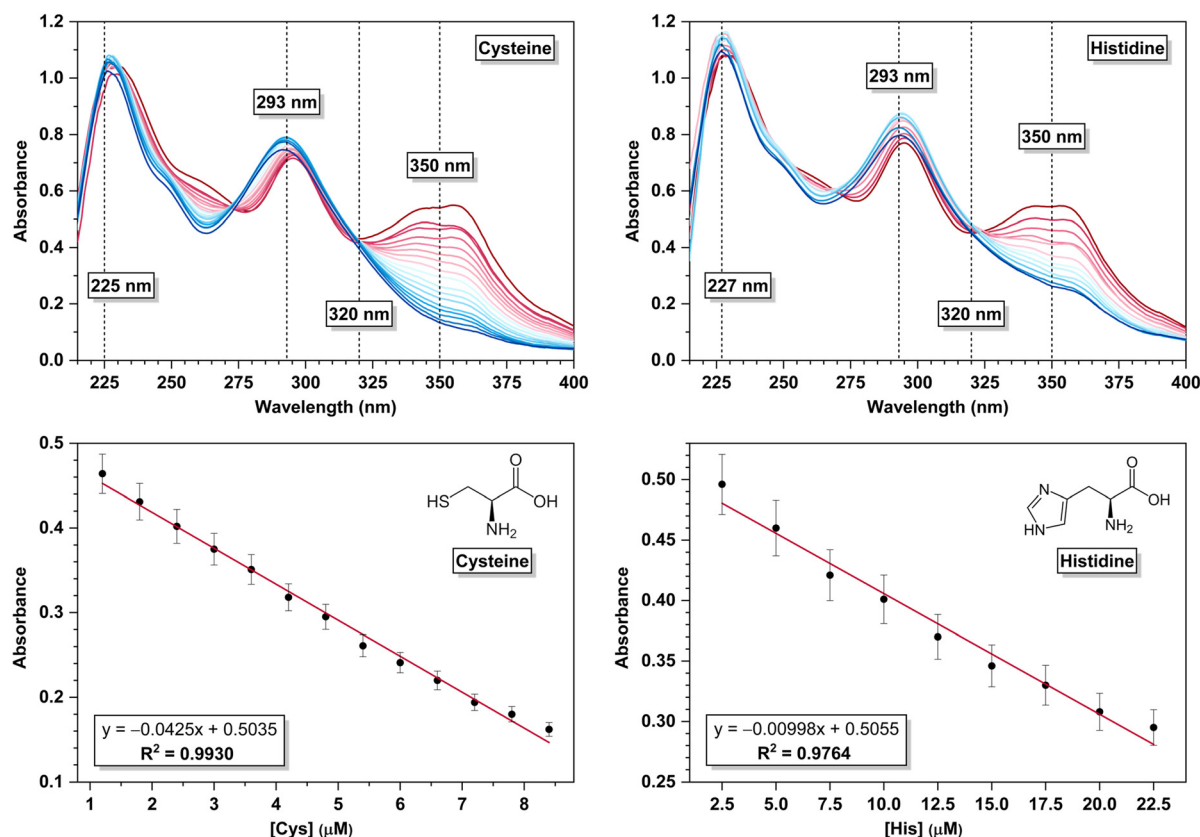 Cysteine
293 nm
350 nm
225 nm
320 nm
Absorbance
0.0
0.2
0.4
0.6
0.8
1.0
1.2
225
250
275
300
325
350
375
400
Wavelength (nm)
Histidine
293 nm
350 nm
227 nm
320 nm
Absorbance
0.0
0.2
0.4
0.6
0.8
1.0
1.2
225
250
275
300
325
350
375
400
Wavelength (nm)
Absorbance
0.5
0.4
0.3
0.2
0.1
O
HS
OH
NH₂
Cysteine
y = −0.0425x + 0.5035
R² = 0.9930
1
2
3
4
5
6
7
8
[Cys] (μM)
Absorbance
0.50
0.45
0.40
0.35
0.30
0.25
O
N
OH
HN
NH₂
Histidine
y = −0.00998x + 0.5055
R² = 0.9764
2.5
5.0
7.5
10.0
12.5
15.0
17.5
20.0
22.5
[His] (μM)